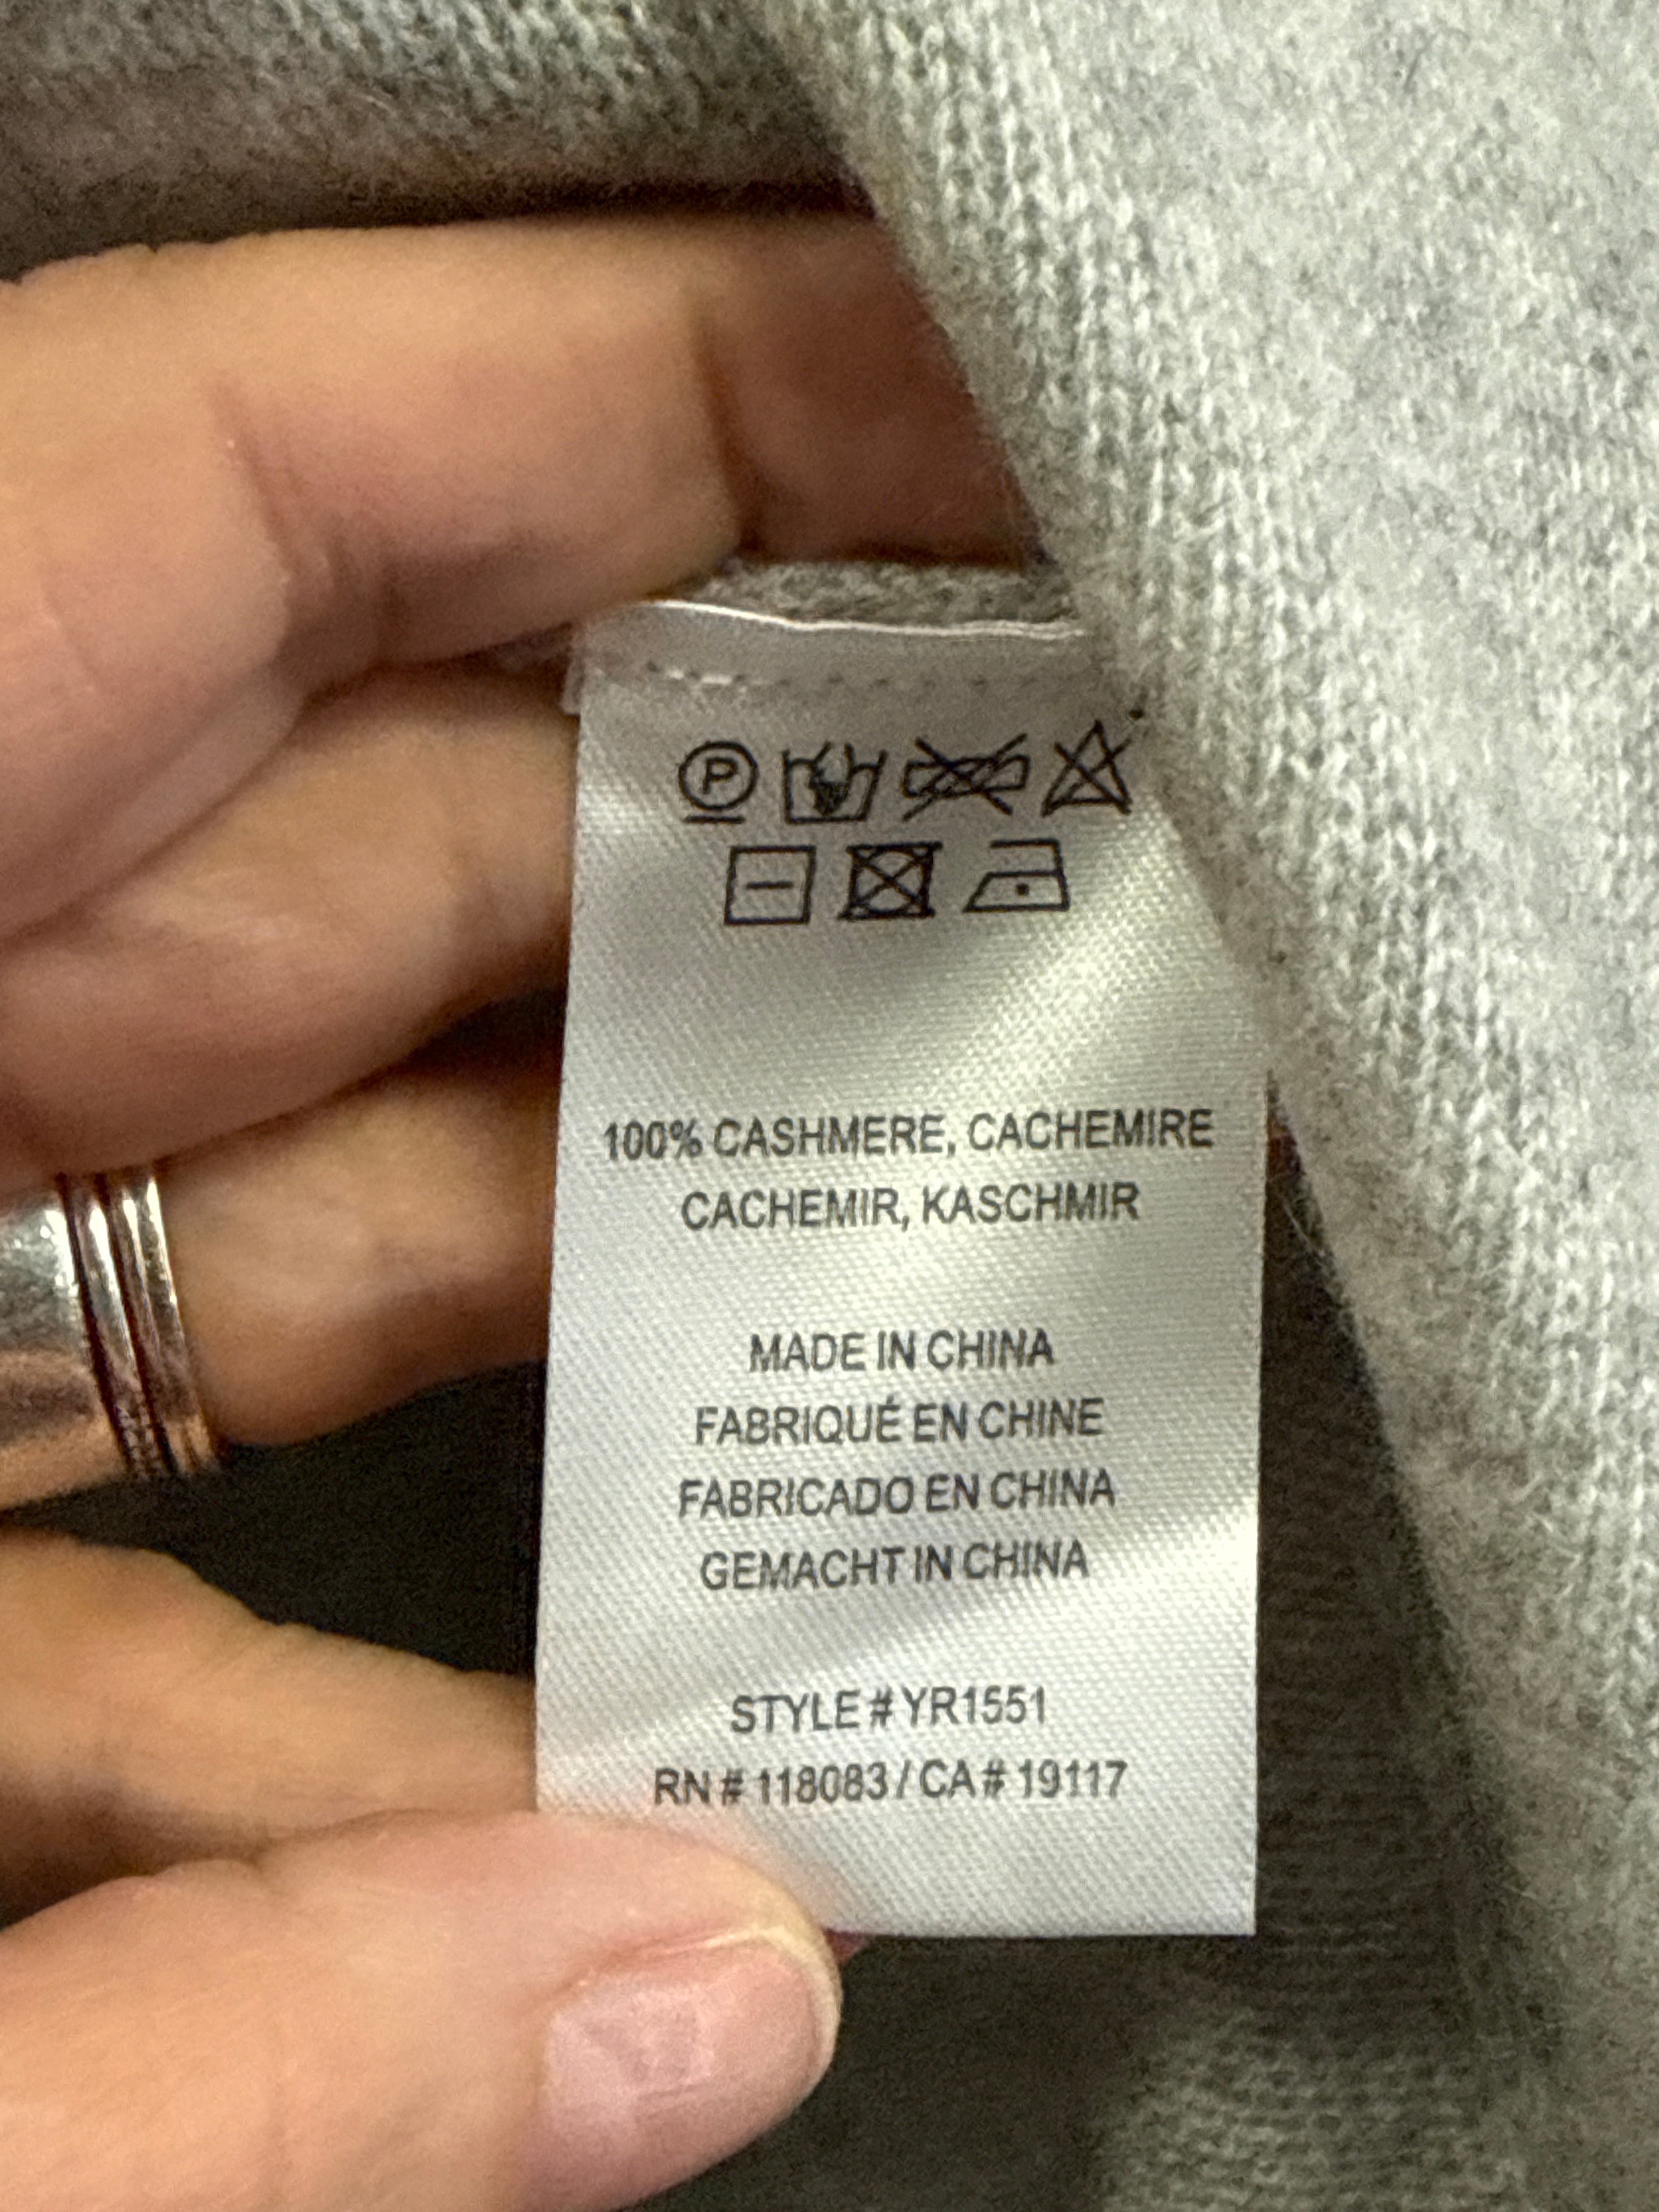 P
100% CASHMERE, CACHEMIRE
CACHEMIR, KASCHMIR
MADE IN CHINA
FABRIQUÉ EN CHINE
FABRICADO EN CHINA
GEMACHT IN CHINA
STYLE # YR1551
RN # 118083 / CA # 19117